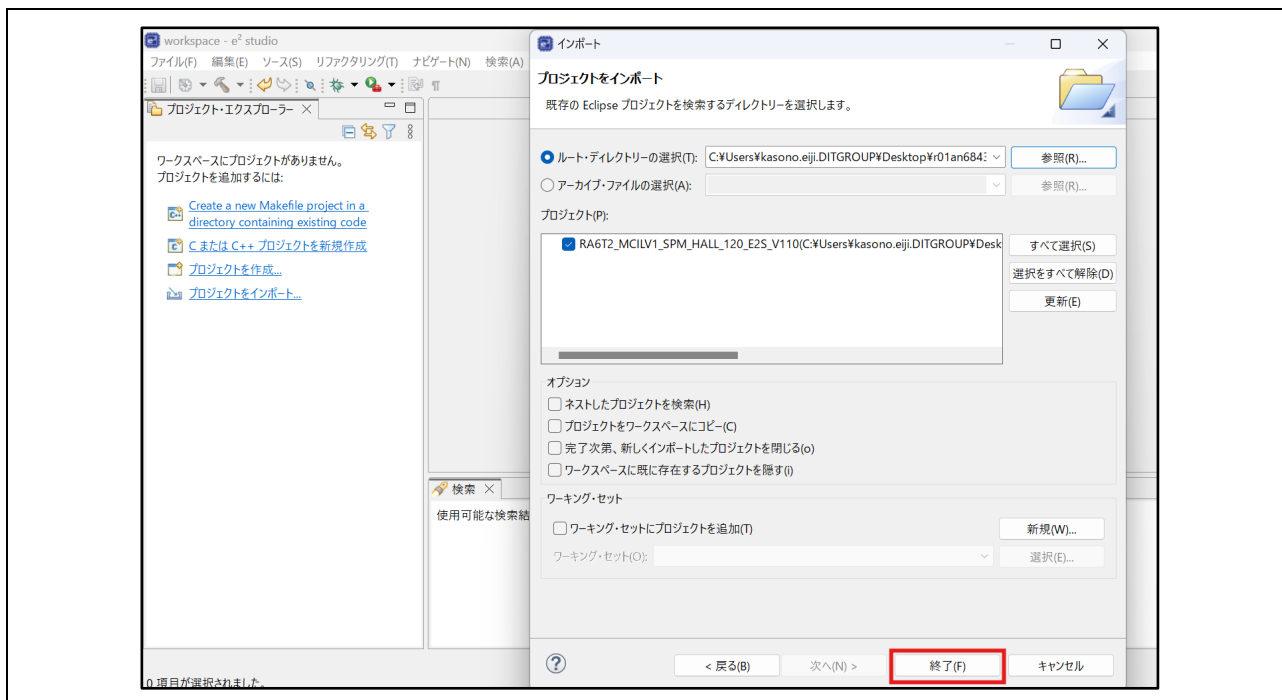 workspace - e² studio
ファイル(F) 編集(E) ソース(S) リファクタリング(T) ナビゲート(N) 検索(A)
プロジェクト・エクスプローラー
ワークスペースにプロジェクトがありません。
プロジェクトを追加するには:
Create a new Makefile project in a
directory containing existing code
C または C++ プロジェクトを新規作成
プロジェクトを作成...
プロジェクトをインポート...
検索
使用可能な検索結
0 項目が選択されました。
インポート
プロジェクトをインポート
既存の Eclipse プロジェクトを検索するディレクトリーを選択します。
ルート・ディレクトリーの選択(T): C:¥Users¥kasono.eiji.DITGROUP¥Desktop¥r01an6843 参照(R)...
アーカイブ・ファイルの選択(A): 参照(R)...
プロジェクト(P):
RA6T2_MCILV1_SPM_HALL_120_E2S_V110(C:¥Users¥kasono.eiji.DITGROUP¥Desk
すべて選択(S)
選択をすべて解除(D)
更新(E)
オプション
ネストしたプロジェクトを検索(H)
プロジェクトをワークスペースにコピー(C)
完了次第、新しくインポートしたプロジェクトを閉じる(o)
ワークスペースに既に存在するプロジェクトを隠す(i)
ワーキング・セット
ワーキング・セットにプロジェクトを追加(T) 新規(W)...
ワーキング・セット(O): 選択(E)...
< 戻る(B) 次へ(N) > 終了(F) キャンセル